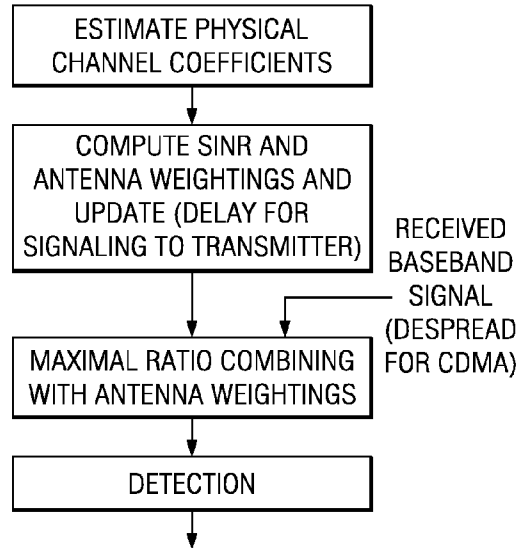 ESTIMATE PHYSICAL
CHANNEL COEFFICIENTS
COMPUTE SINR AND
ANTENNA WEIGHTINGS AND
UPDATE (DELAY FOR
SIGNALING TO TRANSMITTER)
RECEIVED
BASEBAND
SIGNAL
(DESPREAD
FOR CDMA)
MAXIMAL RATIO COMBINING
WITH ANTENNA WEIGHTINGS
DETECTION